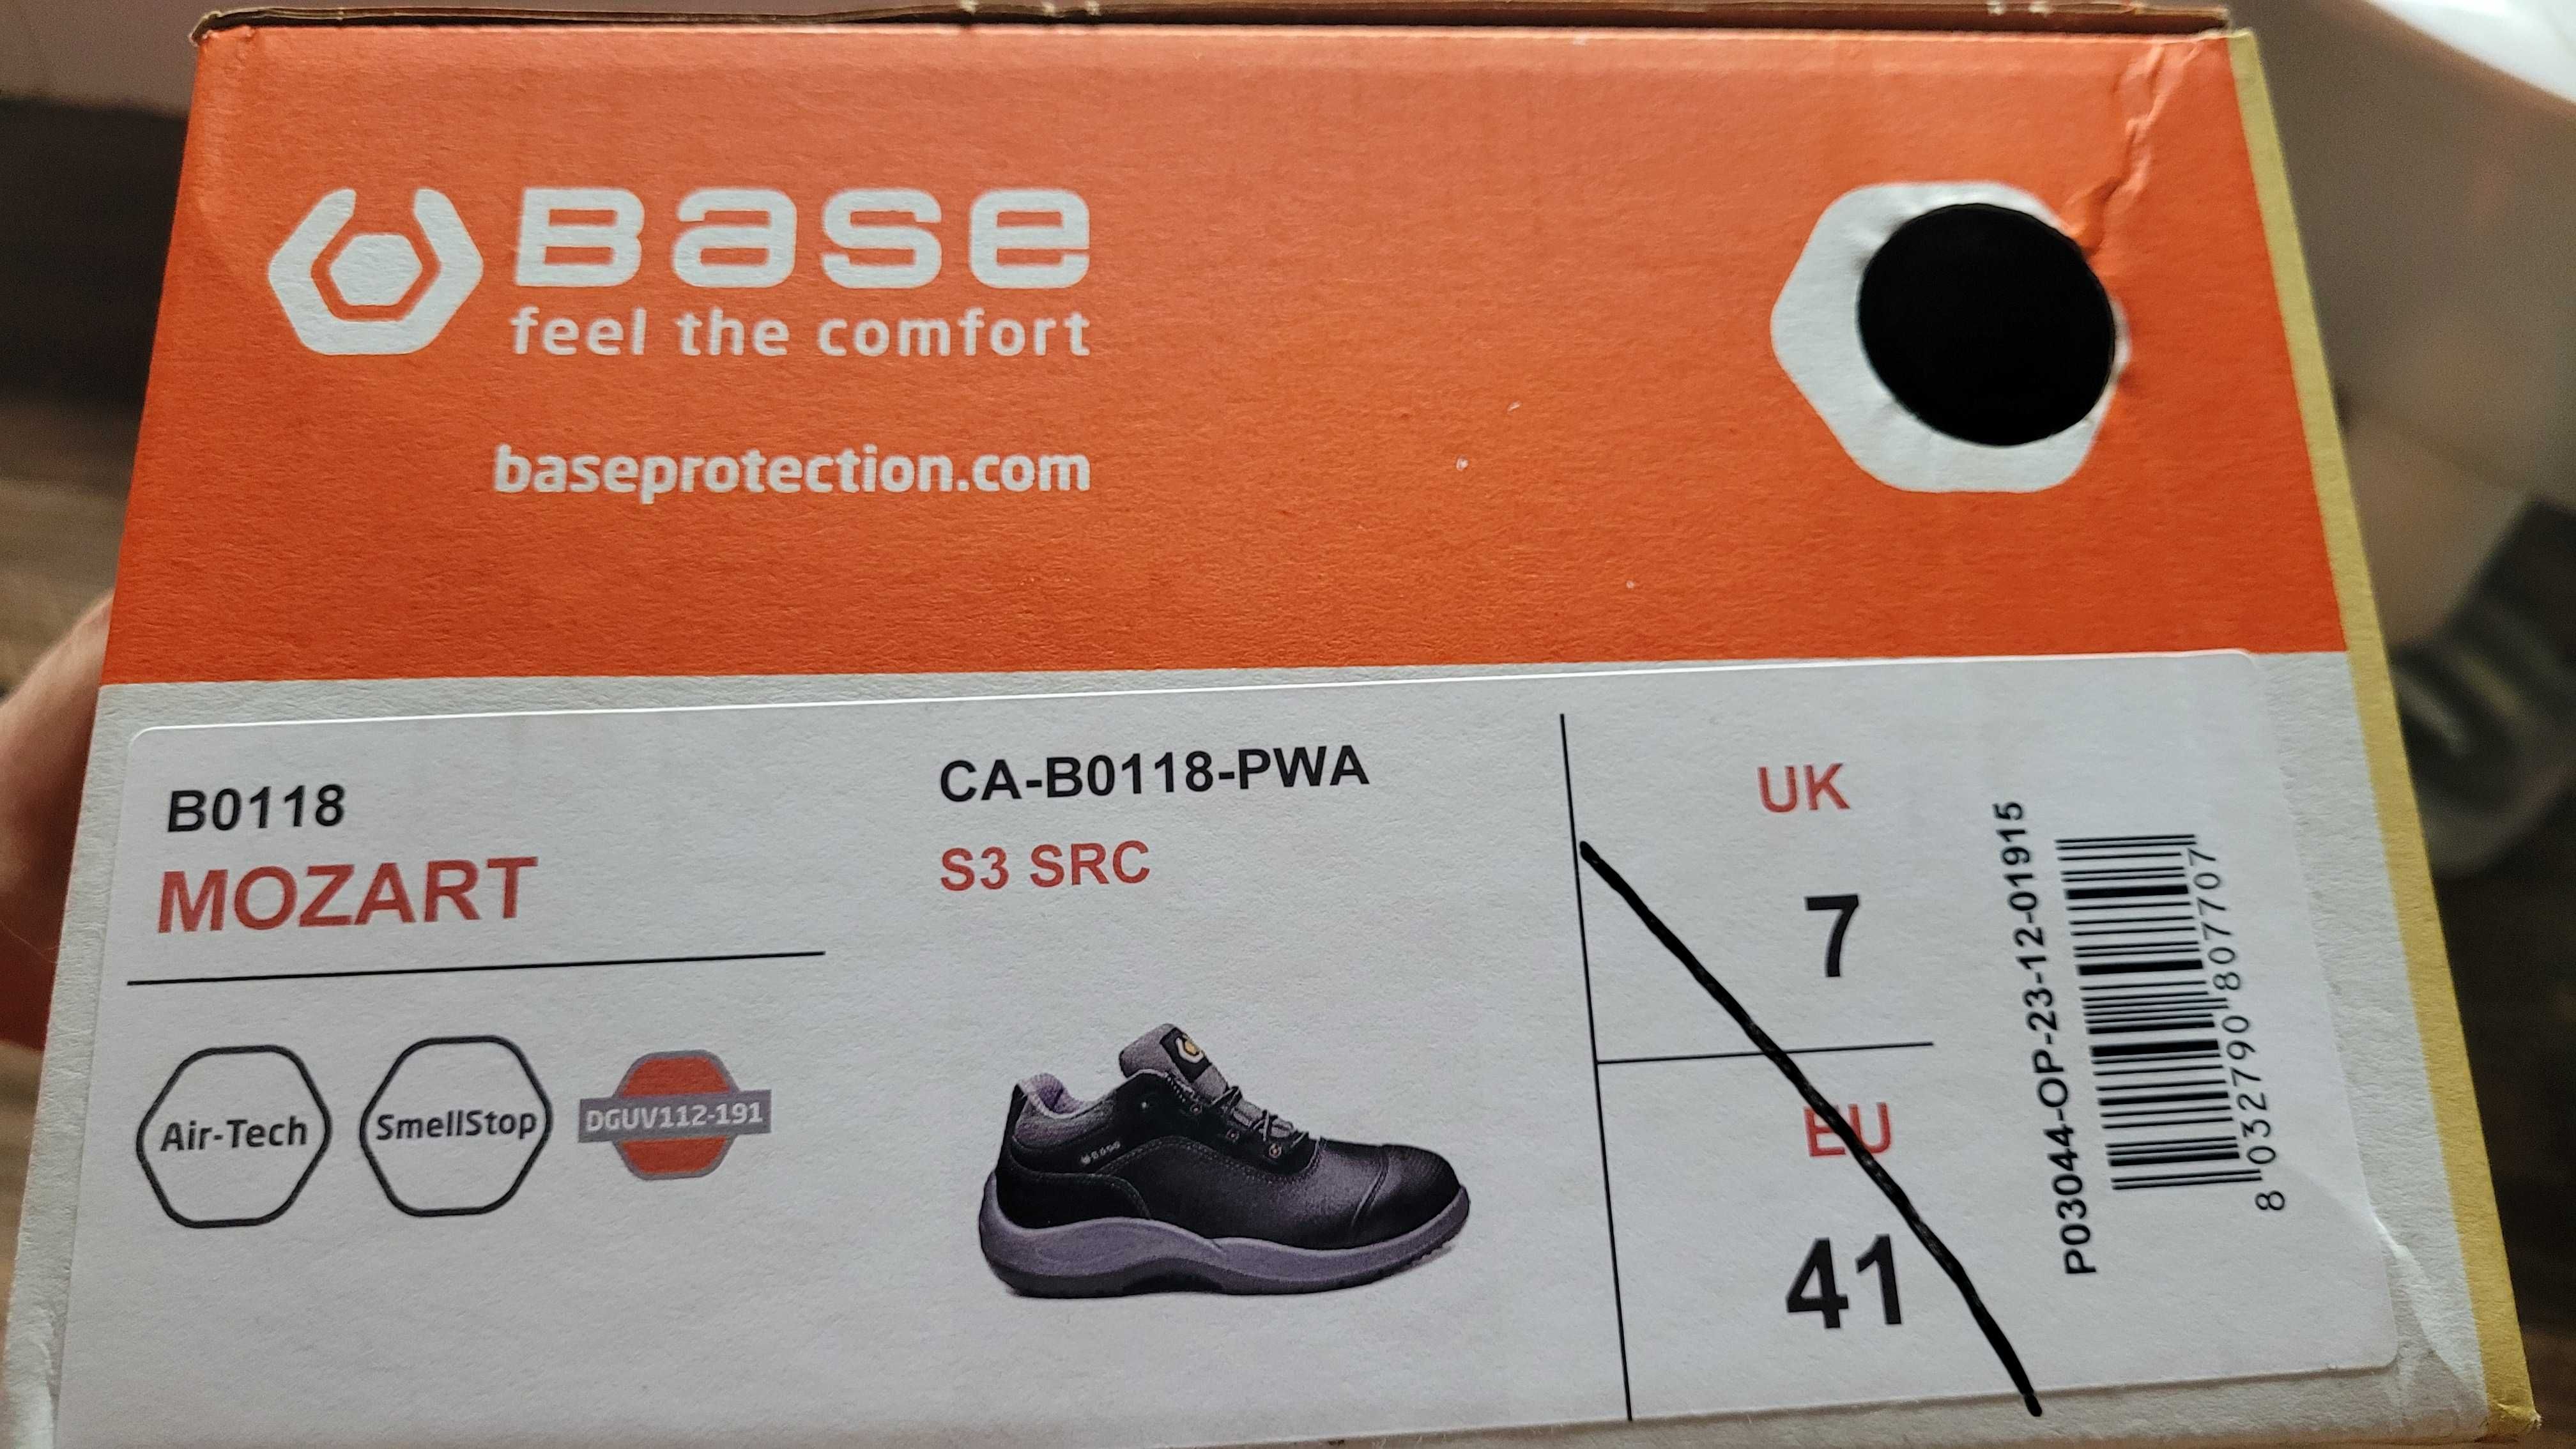 Base
feel the comfort
baseprotection.com
B0118
MOZART
CA-B0118-PWA
S3 SRC
Air-Tech
SmellStop
DGUV112-191
UK
7
EU
41
P03044-OP-23-12-01915
8 032790 807707